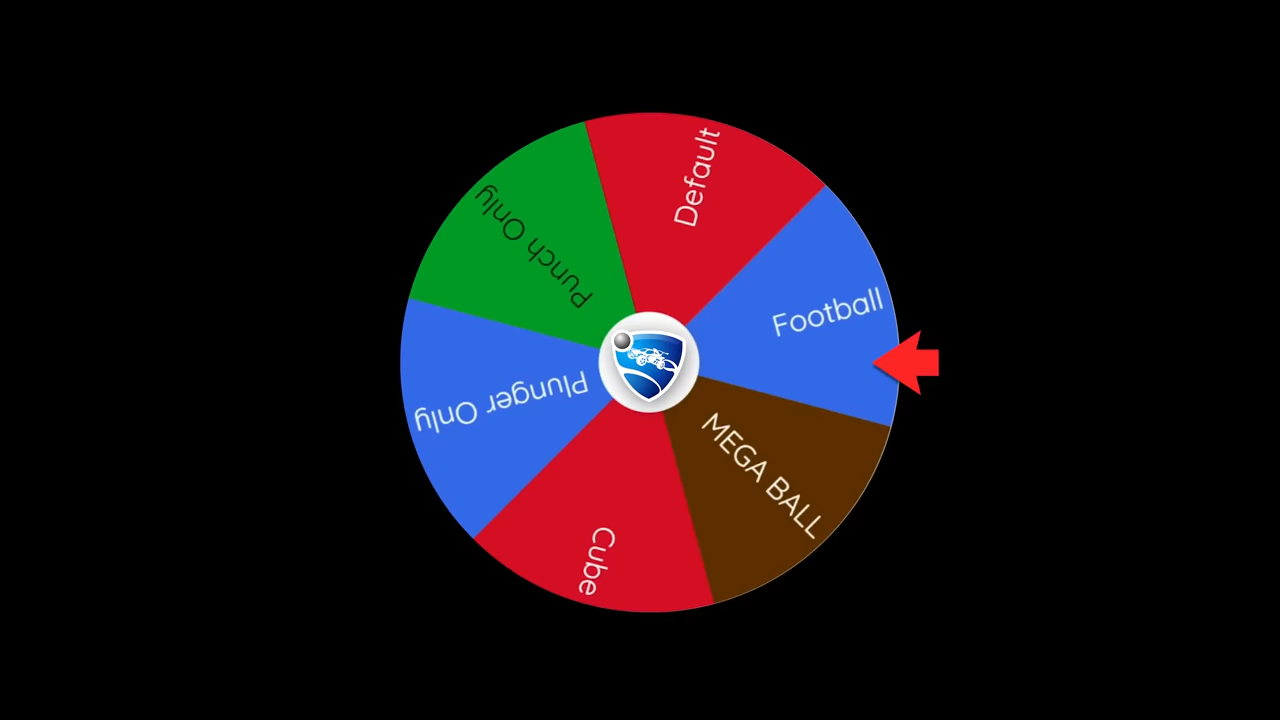 Default
Football
MEGA BALL
Cube
Plunger Only
Punch Only